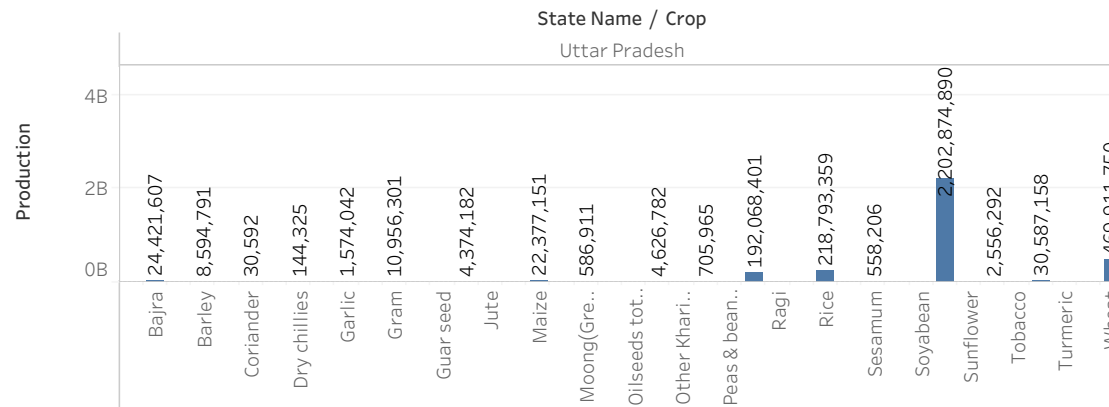 State Name / Crop
Uttar Pradesh
Production
4B
2B
0B
24,421,607
8,594,791
30,592
144,325
1,574,042
10,956,301
4,374,182
22,377,151
586,911
4,626,782
705,965
192,068,401
218,793,359
558,206
2,202,874,890
2,556,292
30,587,158
Bajra
Barley
Coriander
Dry chillies
Garlic
Gram
Guar seed
Jute
Maize
Moong(Gre..
Oilseeds tot..
Other Khari..
Peas & bean..
Ragi
Rice
Sesamum
Soyabean
Sunflower
Tobacco
Turmeric